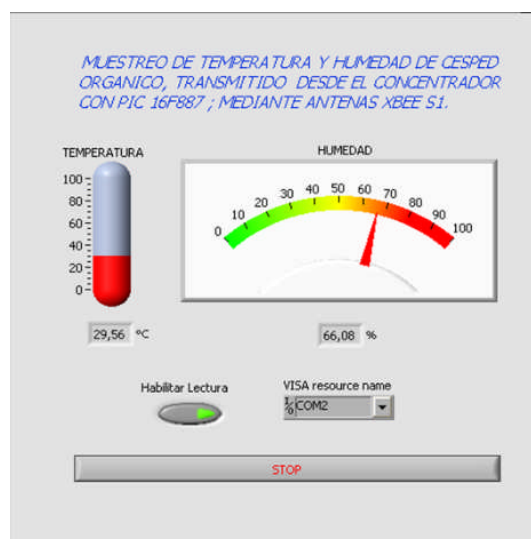 MUESTREO DE TEMPERATURA Y HUMEDAD DE CESPED
ORGANICO, TRANSMITIDO DESDE EL CONCENTRADOR
CON PIC 16F887 ; MEDIANTE ANTENAS XBEE S1.
TEMPERATURA
100
80
60
40
20
0
HUMEDAD
0 10 20 30 40 50 60 70 80 90 100
29,56 ºC
66,08 %
Habilitar Lectura
VISA resource name
COM2
STOP